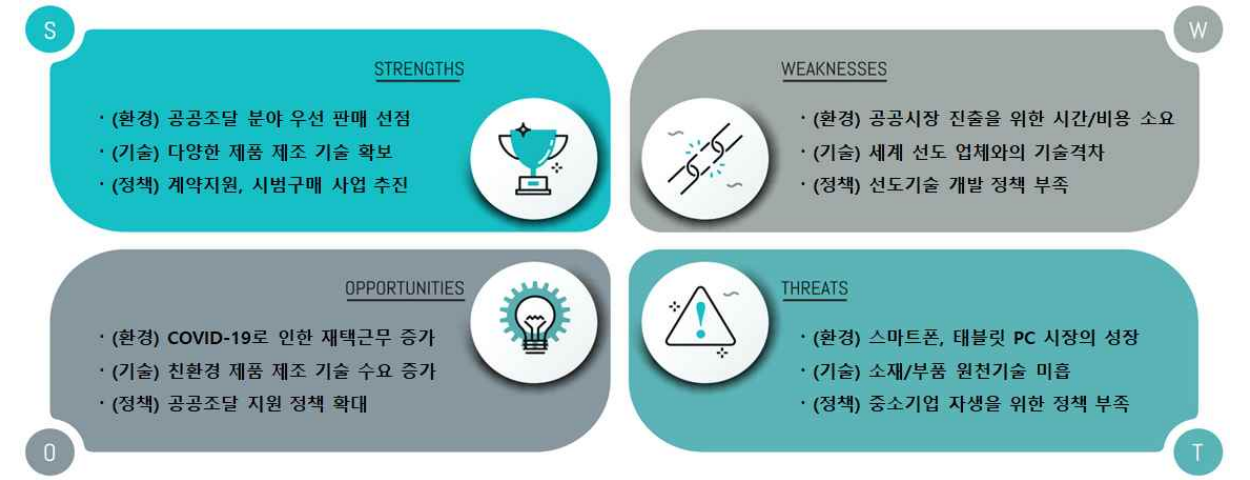 S
STRENGTHS
· (환경) 공공조달 분야 우선 판매 선점
· (기술) 다양한 제품 제조 기술 확보
· (정책) 계약지원, 시범구매 사업 추진
W
WEAKNESSES
· (환경) 공공시장 진출을 위한 시간/비용 소요
· (기술) 세계 선도 업체와의 기술격차
· (정책) 선도기술 개발 정책 부족
OPPORTUNITIES
· (환경) COVID-19로 인한 재택근무 증가
· (기술) 친환경 제품 제조 기술 수요 증가
· (정책) 공공조달 지원 정책 확대
O
THREATS
· (환경) 스마트폰, 태블릿 PC 시장의 성장
· (기술) 소재/부품 원천기술 미흡
· (정책) 중소기업 자생을 위한 정책 부족
T